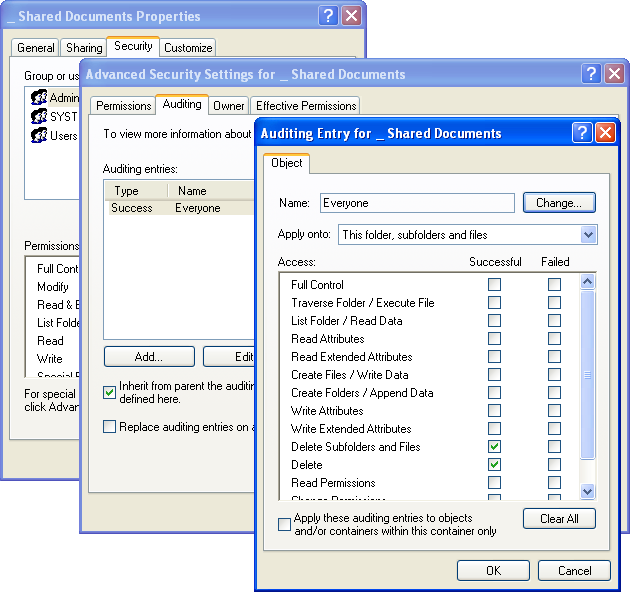 _ Shared Documents Properties
General Sharing Security Customize
Group or us
Admin
SYST
Users
Permissions
Full Cont
Modify
Read & E
List Folde
Read
Write
For special
click Advan
Advanced Security Settings for _ Shared Documents
Permissions Auditing Owner Effective Permissions
To view more information about
Auditing entries:
Type Name
Success Everyone
Add... Edit
Inherit from parent the auditin
defined here.
Replace auditing entries on a
Auditing Entry for _ Shared Documents
Object
Name: Everyone Change...
Apply onto: This folder, subfolders and files
Access: Successful Failed
Full Control
Traverse Folder / Execute File
List Folder / Read Data
Read Attributes
Read Extended Attributes
Create Files / Write Data
Create Folders / Append Data
Write Attributes
Write Extended Attributes
Delete Subfolders and Files
Delete
Read Permissions
Change Permissions
Apply these auditing entries to objects
and/or containers within this container only
Clear All
OK Cancel